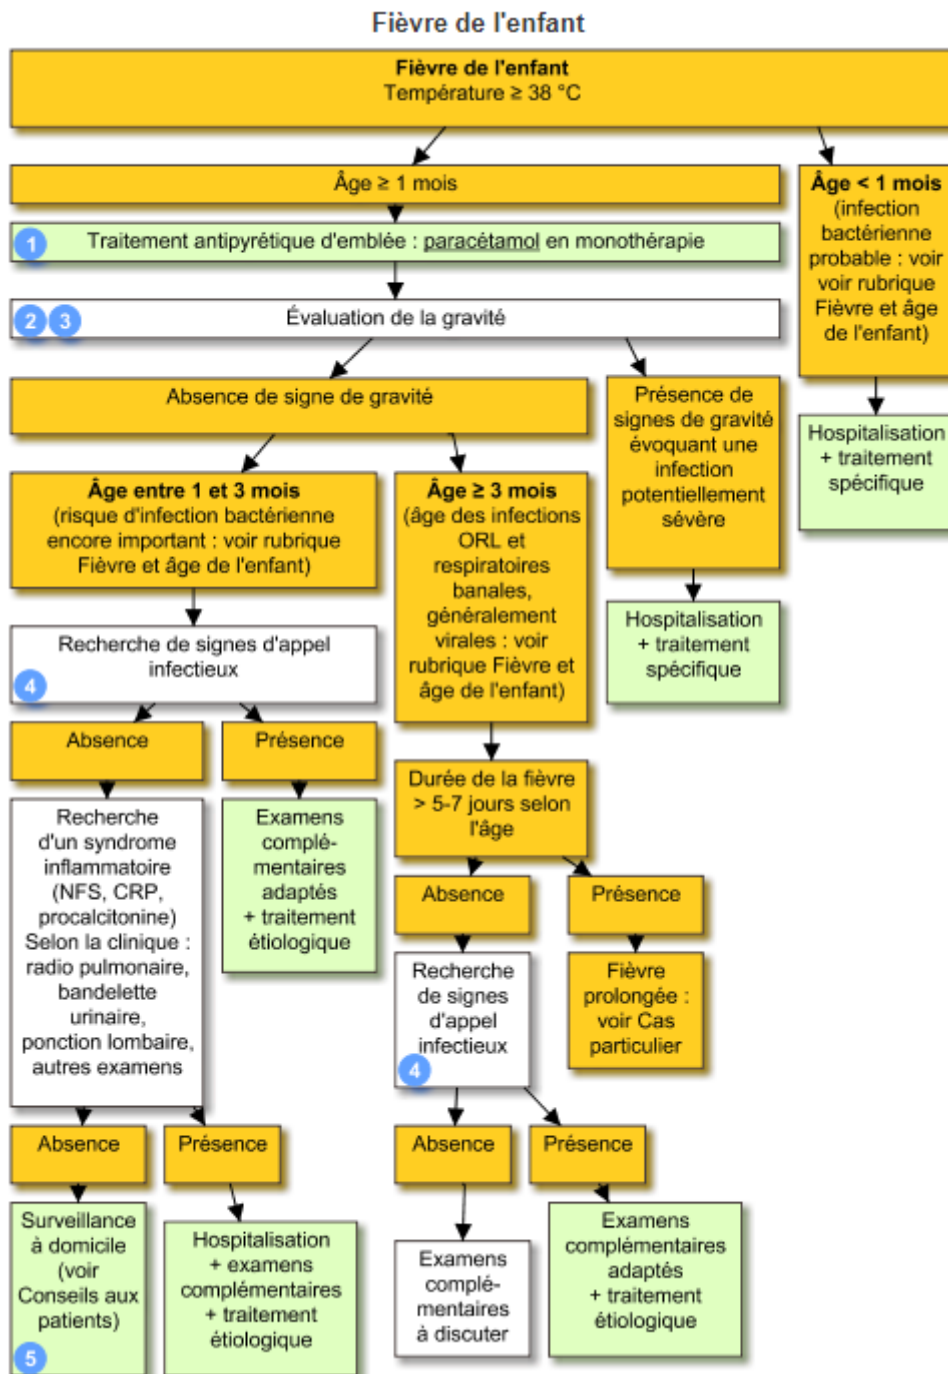 Fièvre de l'enfant
Fièvre de l'enfant
Température ≥ 38 °C
Âge ≥ 1 mois
Âge < 1 mois
(infection
bactérienne
probable : voir
voir rubrique
Fièvre et âge
de l'enfant)
1
Traitement antipyrétique d'emblée : paracétamol en monothérapie
2
3
Évaluation de la gravité
Absence de signe de gravité
Présence de
signes de gravité
évoquant une
infection
potentiellement
sévère
Hospitalisation
+ traitement
spécifique
Âge entre 1 et 3 mois
(risque d'infection bactérienne
encore important : voir rubrique
Fièvre et âge de l'enfant)
Âge ≥ 3 mois
(âge des infections
ORL et
respiratoires
banales,
généralement
virales : voir
rubrique Fièvre et
âge de l'enfant)
Hospitalisation
+ traitement
spécifique
Recherche de signes d'appel
infectieux
4
Absence
Présence
Durée de la fièvre
> 5-7 jours selon
l'âge
Recherche
d'un syndrome
inflammatoire
(NFS, CRP,
procalcitonine)
Selon la clinique :
radio pulmonaire,
bandelette
urinaire,
ponction lombaire,
autres examens
Examens
complé-
mentaires
adaptés
+ traitement
étiologique
Absence
Présence
Recherche
de signes
d'appel
infectieux
4
Fièvre
prolongée :
voir Cas
particulier
Absence
Présence
Absence
Présence
Surveillance
à domicile
(voir
Conseils aux
patients)
5
Hospitalisation
+ examens
complémentaires
+ traitement
étiologique
Examens
complé-
mentaires
à discuter
Examens
complémentaires
adaptés
+ traitement
étiologique